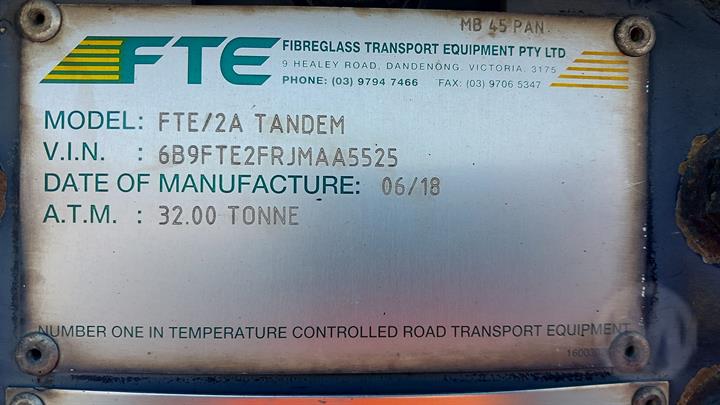 MB 45 PAN
FTE FIBREGLASS TRANSPORT EQUIPMENT PTY LTD
9 HEALEY ROAD, DANDENONG, VICTORIA. 3175
PHONE: (03) 9794 7466 FAX: (03) 9706 5347
MODEL: FTE/2A TANDEM
V.I.N. : 6B9FTE2FRJMAA5525
DATE OF MANUFACTURE: 06/18
A.T.M. : 32.00 TONNE
NUMBER ONE IN TEMPERATURE CONTROLLED ROAD TRANSPORT EQUIPMENT